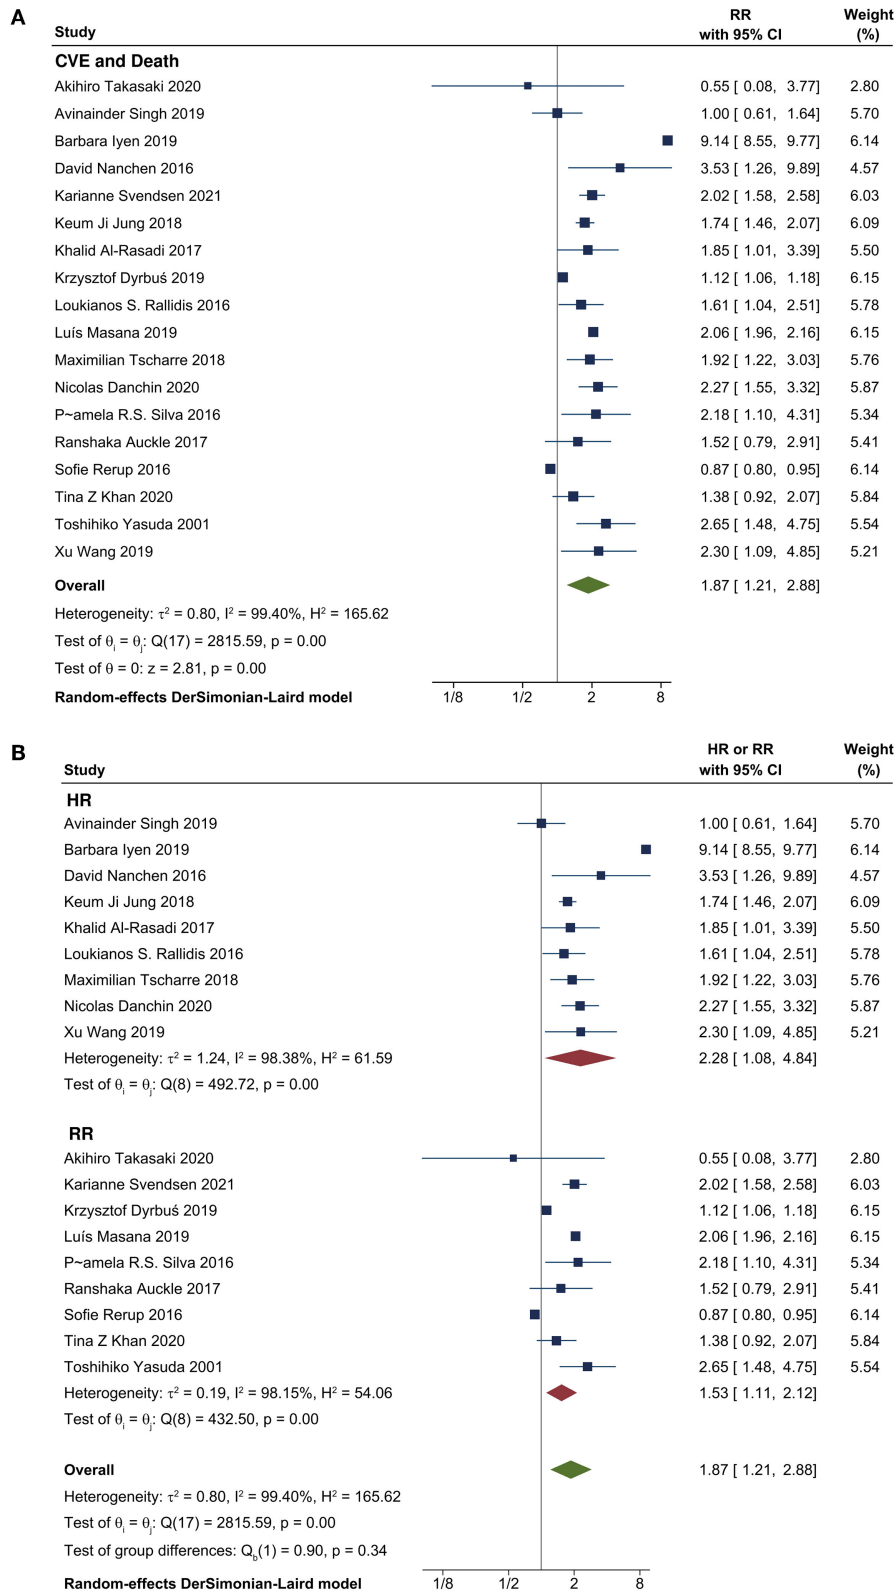 A
RR Weight
Study with 95% CI (%)
CVE and Death
Akihiro Takasaki 2020 0.55 [ 0.08, 3.77] 2.80
Avinainder Singh 2019 1.00 [ 0.61, 1.64] 5.70
Barbara Iyen 2019 9.14 [ 8.55, 9.77] 6.14
David Nanchen 2016 3.53 [ 1.26, 9.89] 4.57
Karianne Svendsen 2021 2.02 [ 1.58, 2.58] 6.03
Keum Ji Jung 2018 1.74 [ 1.46, 2.07] 6.09
Khalid Al-Rasadi 2017 1.85 [ 1.01, 3.39] 5.50
Krzysztof Dyrbuś 2019 1.12 [ 1.06, 1.18] 6.15
Loukianos S. Rallidis 2016 1.61 [ 1.04, 2.51] 5.78
Luís Masana 2019 2.06 [ 1.96, 2.16] 6.15
Maximilian Tscharre 2018 1.92 [ 1.22, 3.03] 5.76
Nicolas Danchin 2020 2.27 [ 1.55, 3.32] 5.87
P~amela R.S. Silva 2016 2.18 [ 1.10, 4.31] 5.34
Ranshaka Auckle 2017 1.52 [ 0.79, 2.91] 5.41
Sofie Rerup 2016 0.87 [ 0.80, 0.95] 6.14
Tina Z Khan 2020 1.38 [ 0.92, 2.07] 5.84
Toshihiko Yasuda 2001 2.65 [ 1.48, 4.75] 5.54
Xu Wang 2019 2.30 [ 1.09, 4.85] 5.21
Overall 1.87 [ 1.21, 2.88]
Heterogeneity: τ² = 0.80, I² = 99.40%, H² = 165.62
Test of θᵢ = θⱼ: Q(17) = 2815.59, p = 0.00
Test of θ = 0: z = 2.81, p = 0.00
1/8 1/2 2 8
Random-effects DerSimonian-Laird model
B
HR or RR Weight
Study with 95% CI (%)
HR
Avinainder Singh 2019 1.00 [ 0.61, 1.64] 5.70
Barbara Iyen 2019 9.14 [ 8.55, 9.77] 6.14
David Nanchen 2016 3.53 [ 1.26, 9.89] 4.57
Keum Ji Jung 2018 1.74 [ 1.46, 2.07] 6.09
Khalid Al-Rasadi 2017 1.85 [ 1.01, 3.39] 5.50
Loukianos S. Rallidis 2016 1.61 [ 1.04, 2.51] 5.78
Maximilian Tscharre 2018 1.92 [ 1.22, 3.03] 5.76
Nicolas Danchin 2020 2.27 [ 1.55, 3.32] 5.87
Xu Wang 2019 2.30 [ 1.09, 4.85] 5.21
Heterogeneity: τ² = 1.24, I² = 98.38%, H² = 61.59 2.28 [ 1.08, 4.84]
Test of θᵢ = θⱼ: Q(8) = 492.72, p = 0.00
RR
Akihiro Takasaki 2020 0.55 [ 0.08, 3.77] 2.80
Karianne Svendsen 2021 2.02 [ 1.58, 2.58] 6.03
Krzysztof Dyrbuś 2019 1.12 [ 1.06, 1.18] 6.15
Luís Masana 2019 2.06 [ 1.96, 2.16] 6.15
P~amela R.S. Silva 2016 2.18 [ 1.10, 4.31] 5.34
Ranshaka Auckle 2017 1.52 [ 0.79, 2.91] 5.41
Sofie Rerup 2016 0.87 [ 0.80, 0.95] 6.14
Tina Z Khan 2020 1.38 [ 0.92, 2.07] 5.84
Toshihiko Yasuda 2001 2.65 [ 1.48, 4.75] 5.54
Heterogeneity: τ² = 0.19, I² = 98.15%, H² = 54.06 1.53 [ 1.11, 2.12]
Test of θᵢ = θⱼ: Q(8) = 432.50, p = 0.00
Overall 1.87 [ 1.21, 2.88]
Heterogeneity: τ² = 0.80, I² = 99.40%, H² = 165.62
Test of θᵢ = θⱼ: Q(17) = 2815.59, p = 0.00
Test of group differences: Q_b(1) = 0.90, p = 0.34
1/8 1/2 2 8
Random-effects DerSimonian-Laird model